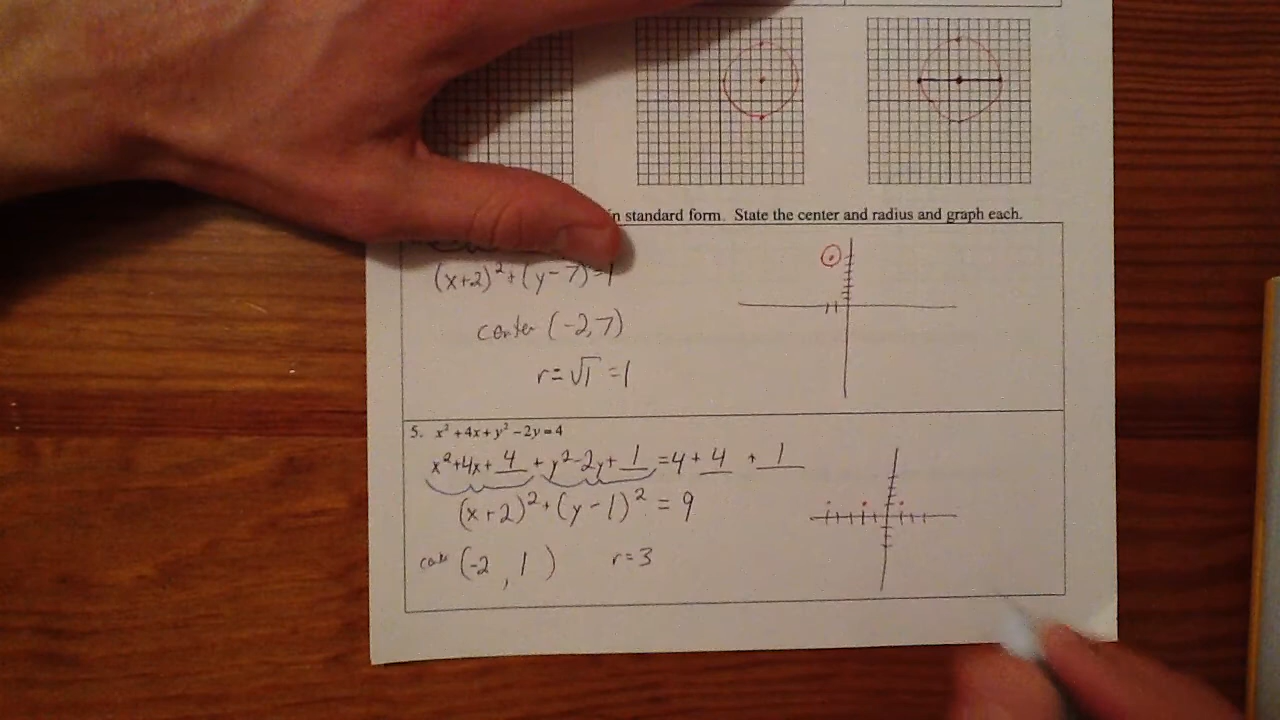 in standard form. State the center and radius and graph each.
(x+2)²+(y-7)=1
center (-2,7)
r=√1 =1
5. x²+4x+y²-2y=4
x²+4x+4+y²-2y+1=4+4+1
(x+2)²+(y-1)²=9
(-2, 1) r=3